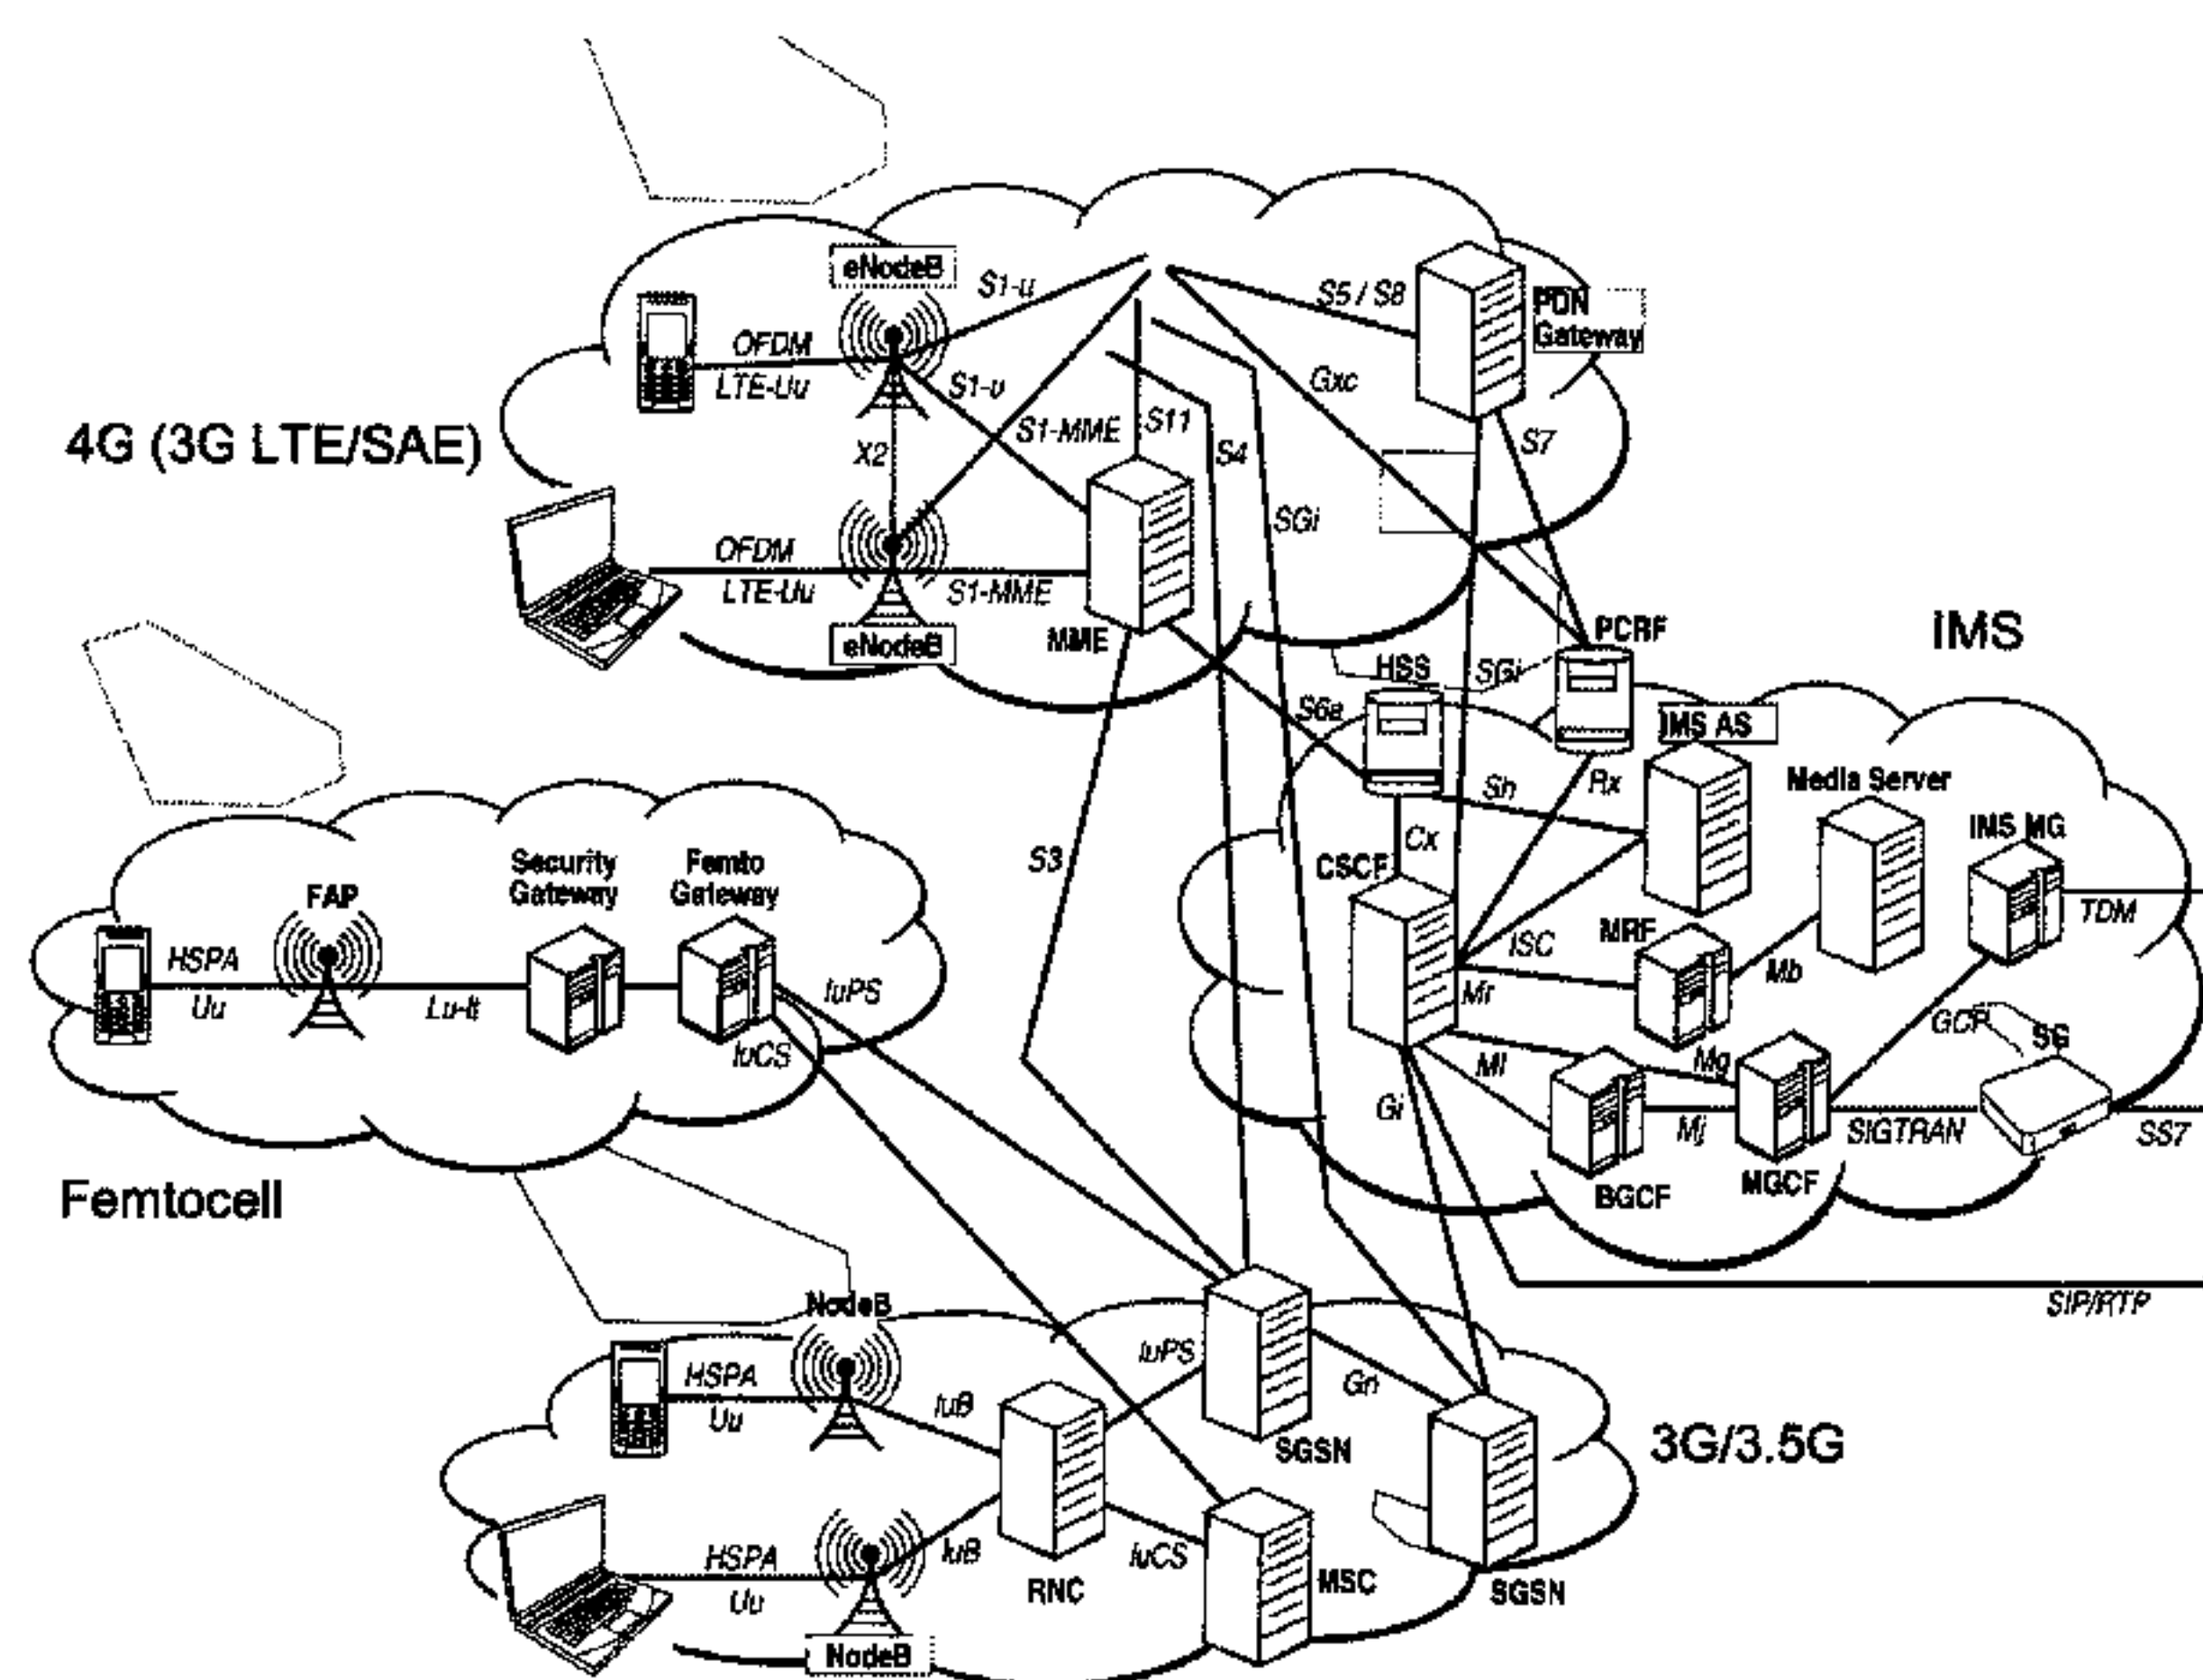 eNodeB
S1-u
S5 / S8
PDN
Gateway
OFDM
LTE-Uu
S1-u
Gxc
4G (3G LTE/SAE)
X2
S1-MME
S11
S4
S7
SGi
OFDM
LTE-Uu
S1-MME
eNodeB
MME
PCRF
IMS
HSS
SGi
S6a
IMS AS
Rx
Media Server
Sh
S3
Cx
IMS MG
CSCF
Security
Gateway
Femto
Gateway
FAP
TDM
ISC
MRF
HSPA
Uu
Mb
IuPS
Mr
GCP
SG
IuCS
MI
Mg
Gi
Mj
SIGTRAN
SS7
BGCF
MGCF
Femtocell
SIP/RTP
NodeB
HSPA
Uu
IuB
IuPS
Gn
SGSN
3G/3.5G
HSPA
Uu
IuB
RNC
IuCS
MSC
SGSN
NodeB